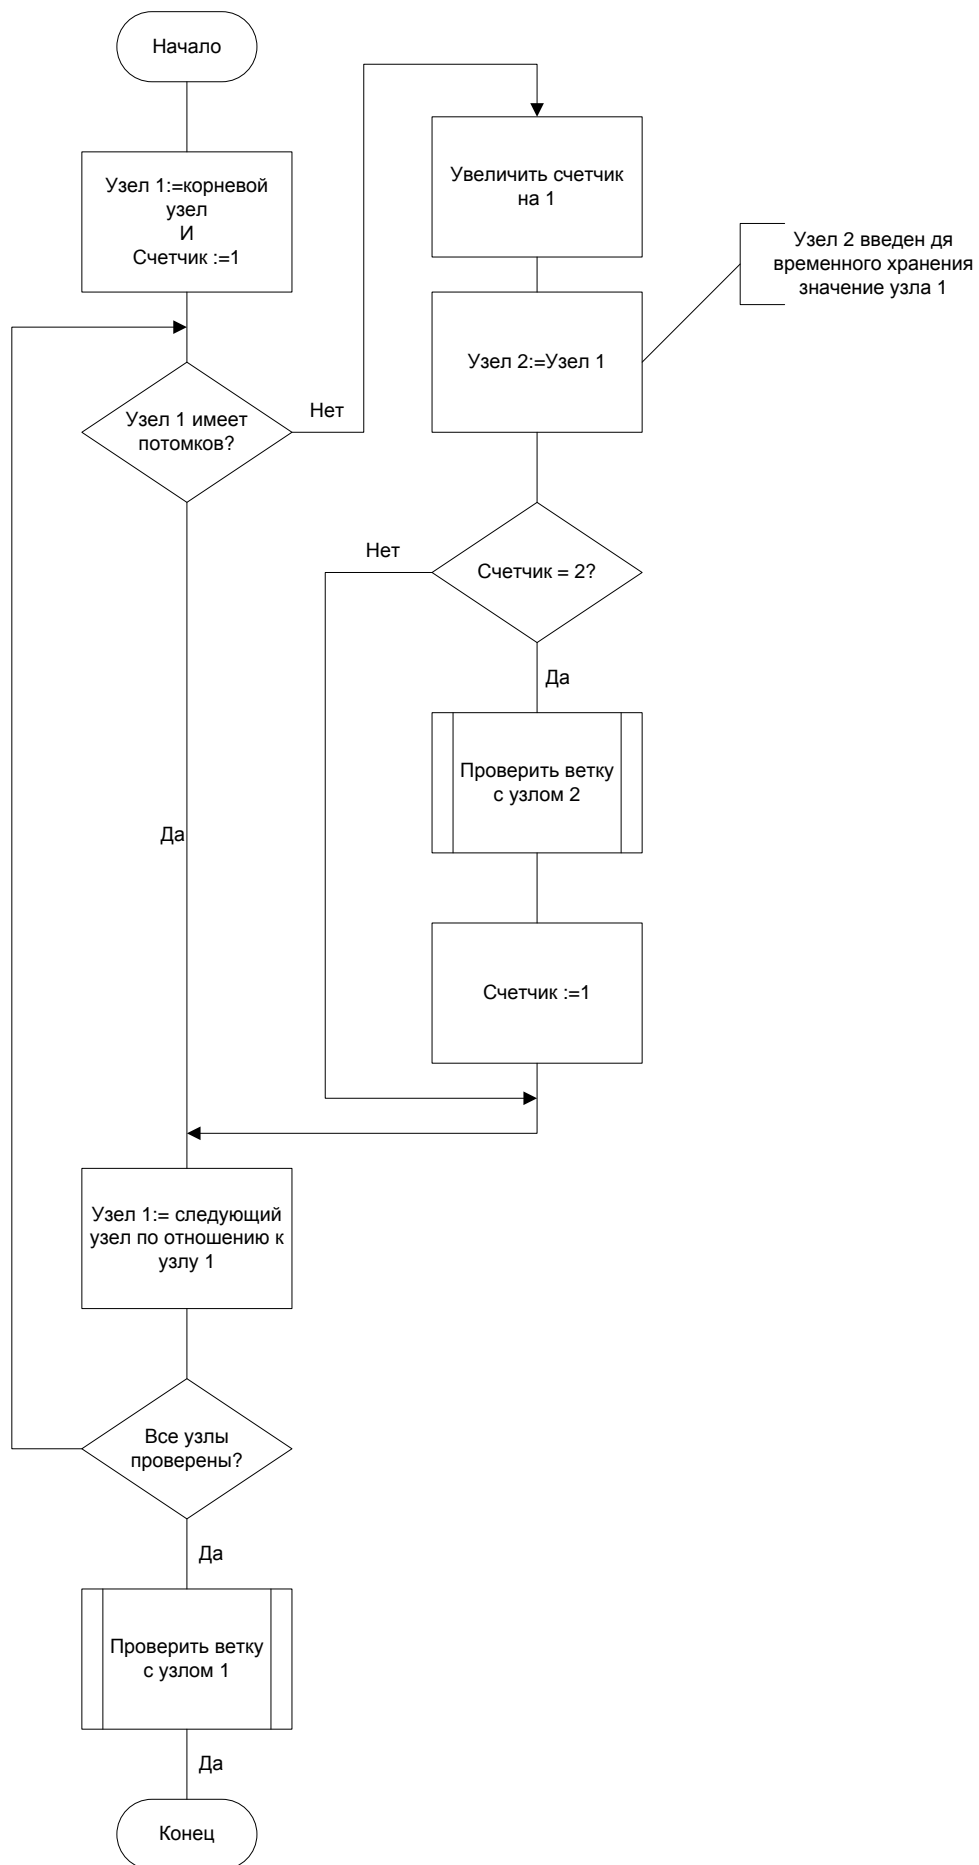 Начало
Узел 1:=корневой
узел
И
Счетчик :=1
Узел 1 имеет
потомков?
Нет
Увеличить счетчик
на 1
Узел 2:=Узел 1
Узел 2 введен дя
временного хранения
значение узла 1
Счетчик = 2?
Нет
Да
Проверить ветку
с узлом 2
Счетчик :=1
Да
Узел 1:= следующий
узел по отношению к
узлу 1
Все узлы
проверены?
Да
Проверить ветку
с узлом 1
Да
Конец